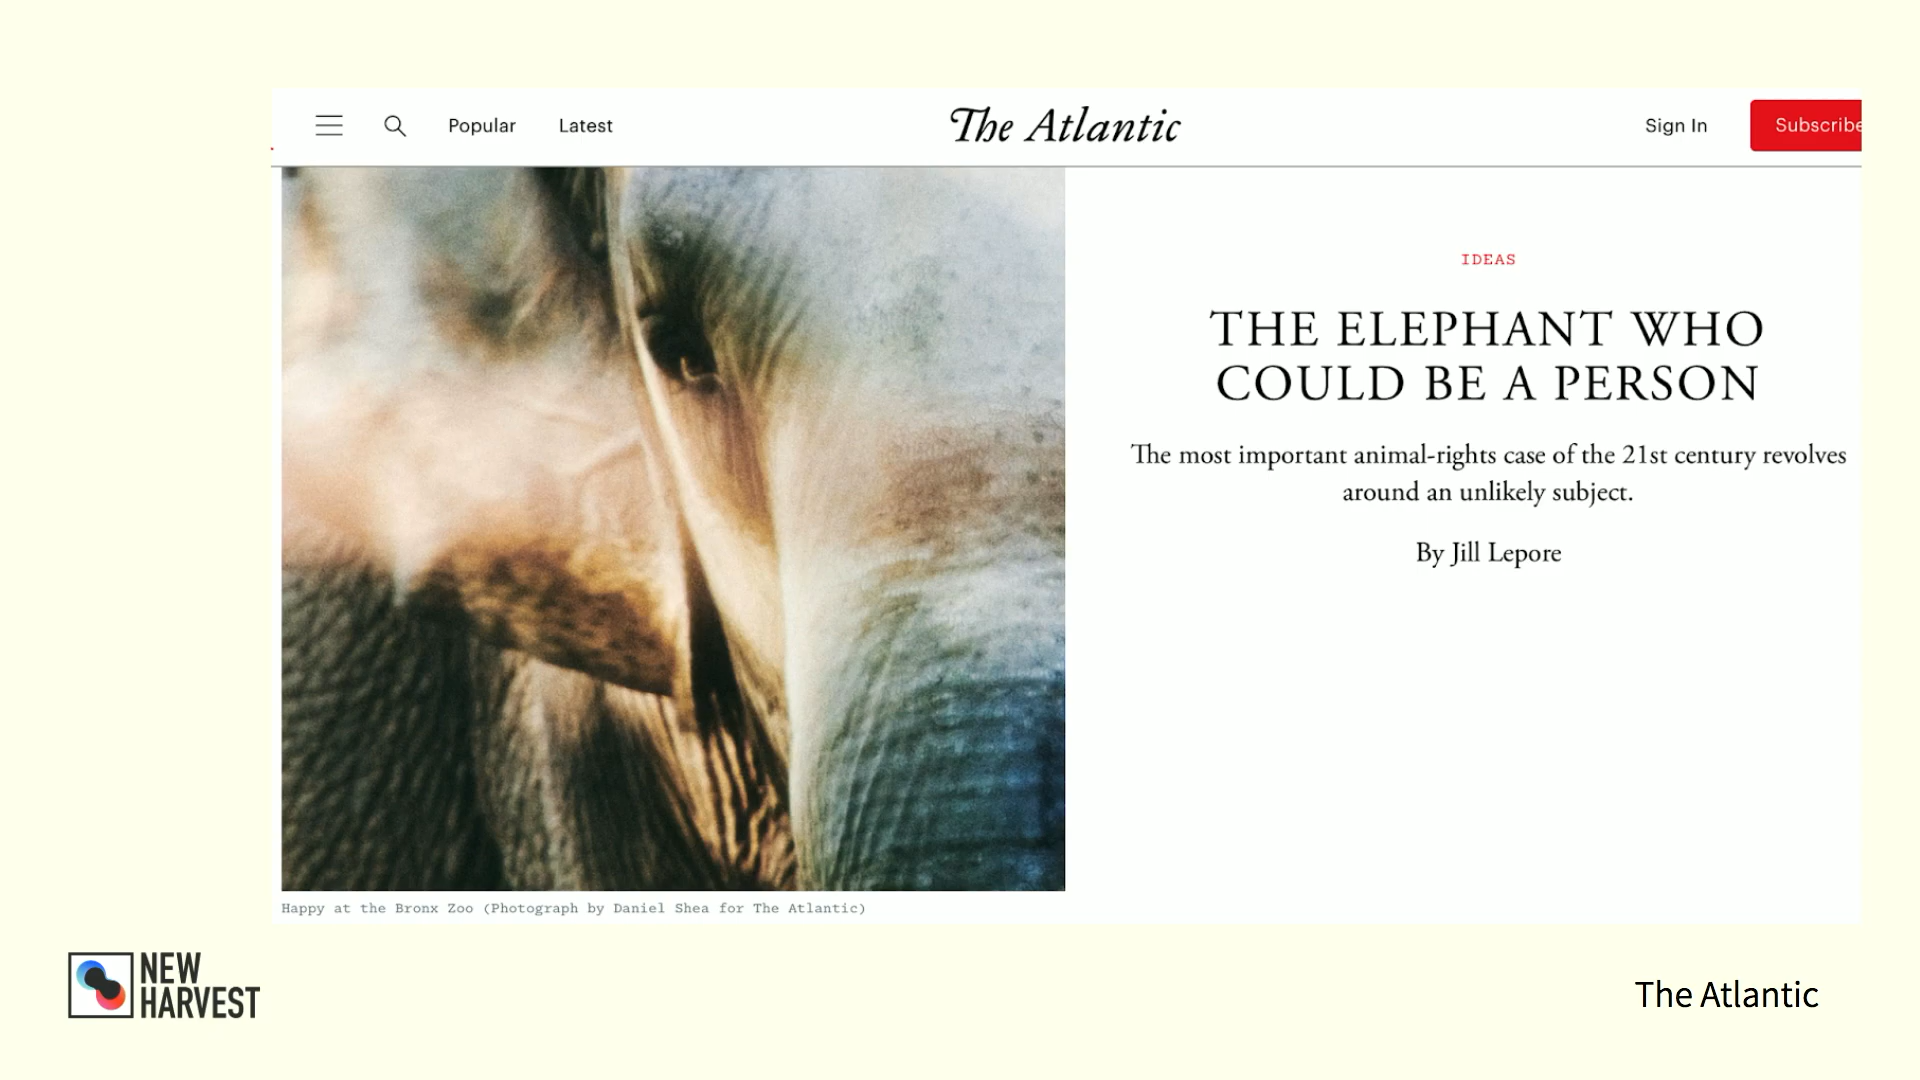 Popular Latest The Atlantic Sign In Subscribe
IDEAS
THE ELEPHANT WHO
COULD BE A PERSON
The most important animal-rights case of the 21st century revolves
around an unlikely subject.
By Jill Lepore
Happy at the Bronx Zoo (Photograph by Daniel Shea for The Atlantic)
NEW
HARVEST
The Atlantic